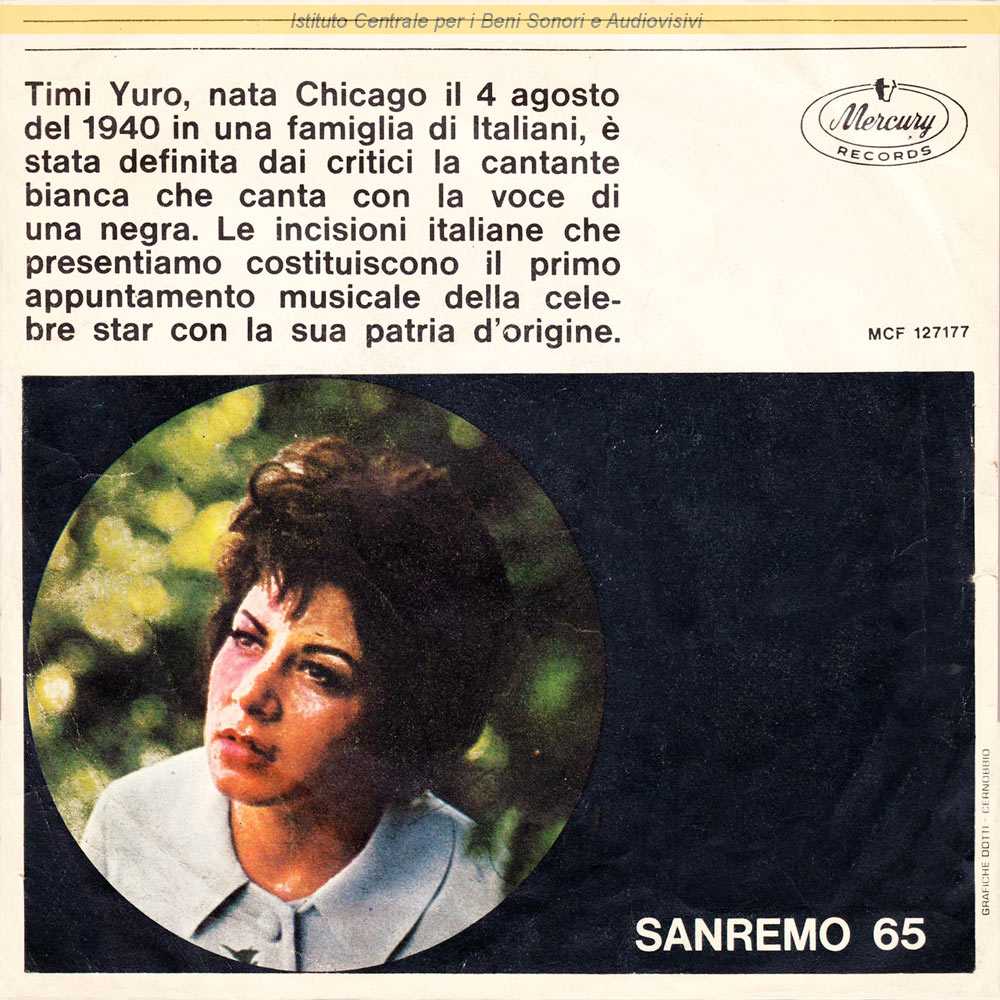 Istituto Centrale per i Beni Sonori e Audiovisivi
Timi Yuro, nata Chicago il 4 agosto
del 1940 in una famiglia di Italiani, è
stata definita dai critici la cantante
bianca che canta con la voce di
una negra. Le incisioni italiane che
presentiamo costituiscono il primo
appuntamento musicale della cele-
bre star con la sua patria d'origine.
Mercury
RECORDS
MCF 127177
SANREMO 65
GRAFICHE DOTTI - CERNOBBIO